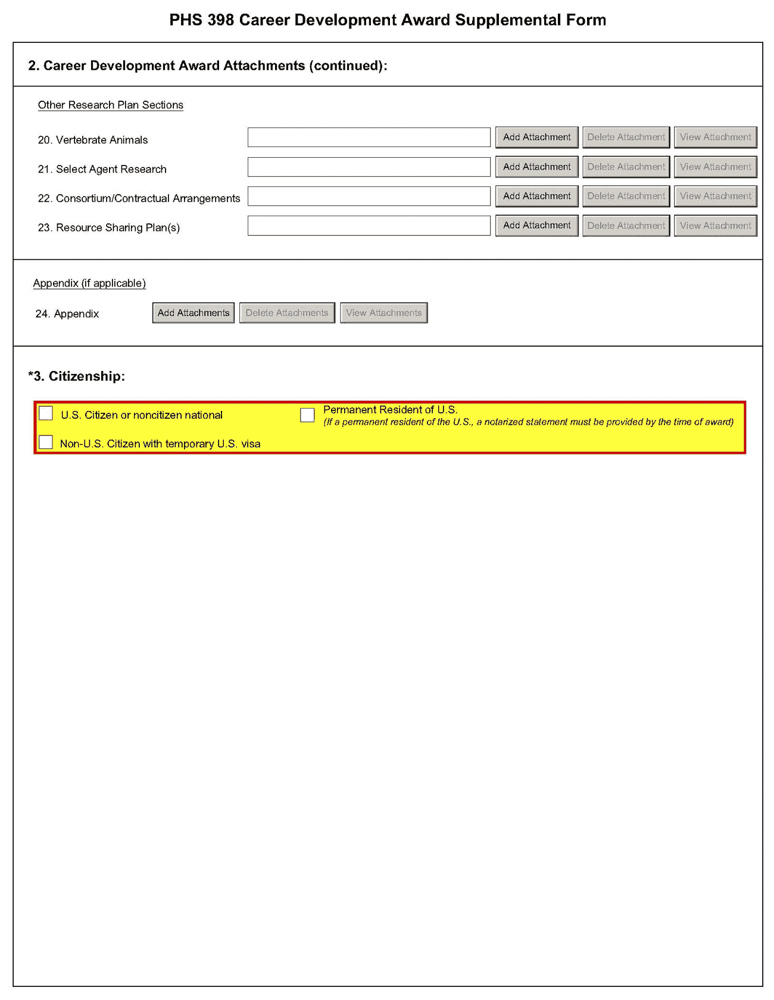 PHS 398 Career Development Award Supplemental Form
2. Career Development Award Attachments (continued):
Other Research Plan Sections
20. Vertebrate Animals Add Attachment Delete Attachment View Attachment
21. Select Agent Research Add Attachment Delete Attachment View Attachment
22. Consortium/Contractual Arrangements Add Attachment Delete Attachment View Attachment
23. Resource Sharing Plan(s) Add Attachment Delete Attachment View Attachment
Appendix (if applicable)
24. Appendix Add Attachments Delete Attachments View Attachments
*3. Citizenship:
U.S. Citizen or noncitizen national
Permanent Resident of U.S.
(If a permanent resident of the U.S., a notarized statement must be provided by the time of award)
Non-U.S. Citizen with temporary U.S. visa